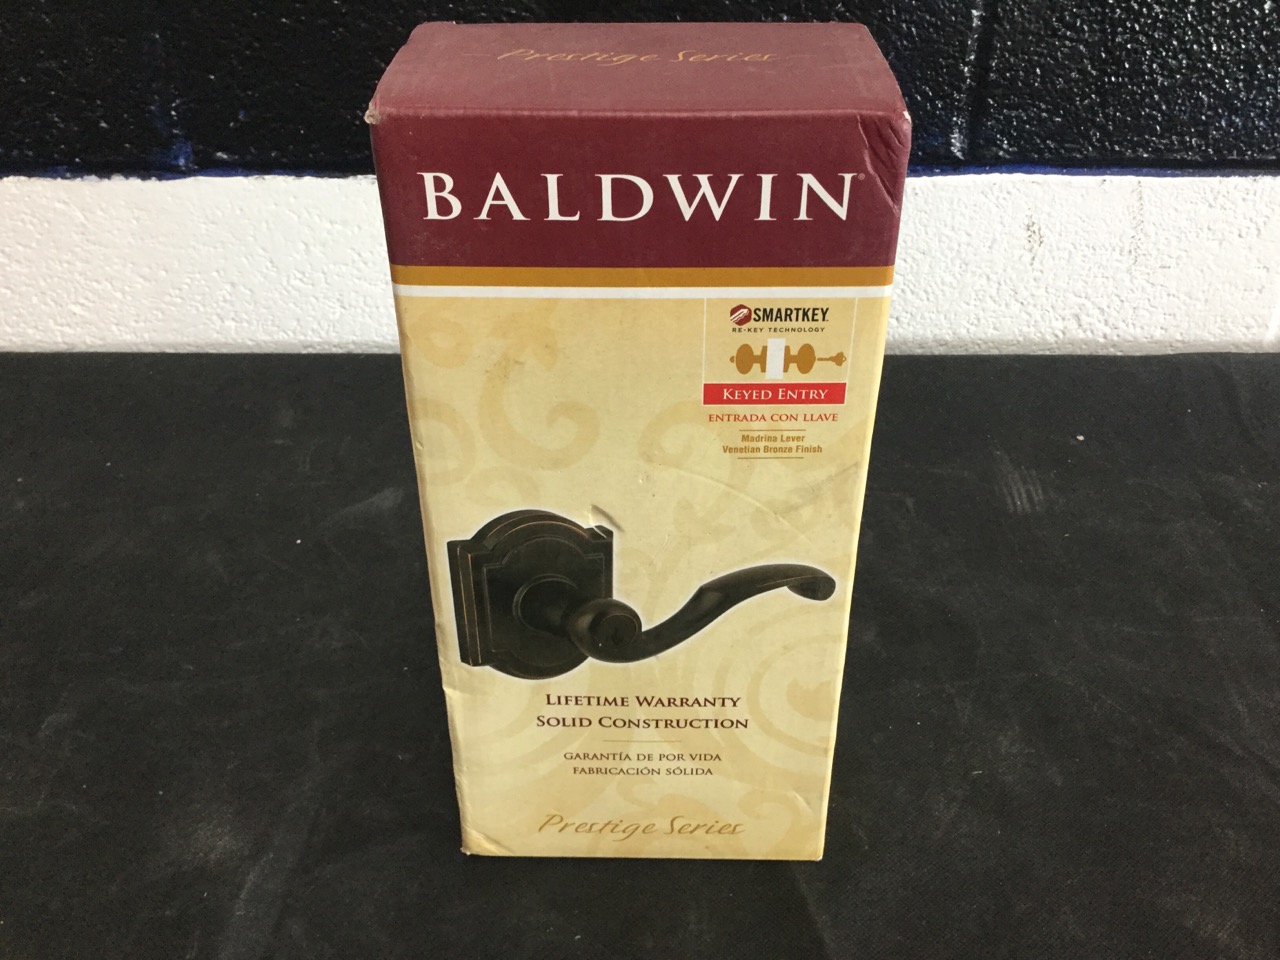 Prestige Series
BALDWIN®
SMARTKEY
RE-KEY TECHNOLOGY
KEYED ENTRY
ENTRADA CON LLAVE
Madrina Lever
Venetian Bronze Finish
LIFETIME WARRANTY
SOLID CONSTRUCTION
GARANTÍA DE POR VIDA
FABRICACIÓN SÓLIDA
Prestige Series